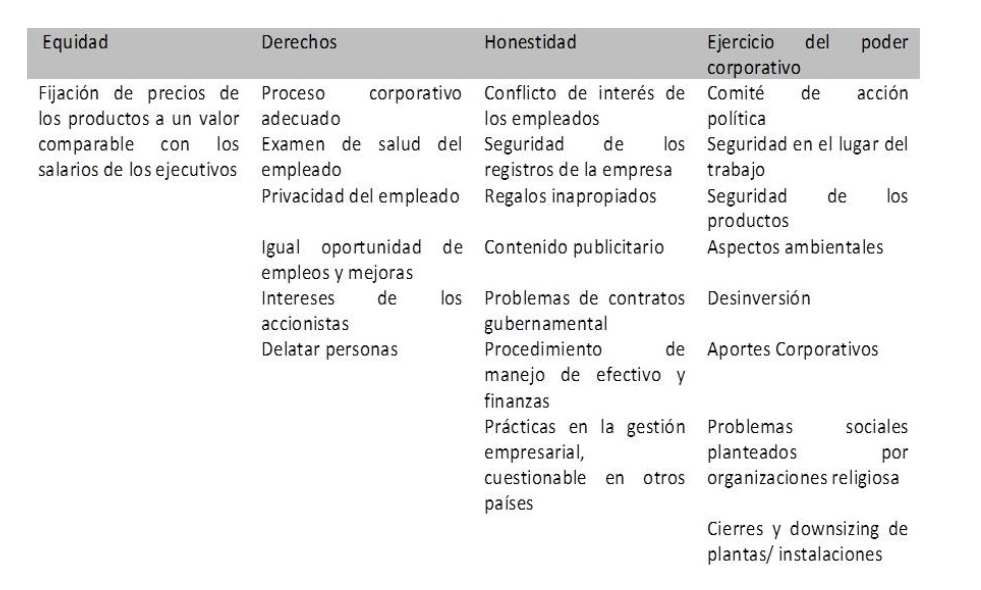 Equidad Derechos Honestidad Ejercicio del poder
corporativo
Fijación de precios de Proceso corporativo Conflicto de interés de Comité de acción
los productos a un valor adecuado los empleados política
comparable con los Examen de salud del Seguridad de los Seguridad en el lugar del
salarios de los ejecutivos empleado registros de la empresa trabajo
Privacidad del empleado Regalos inapropiados Seguridad de los
productos
Igual oportunidad de Contenido publicitario Aspectos ambientales
empleos y mejoras
Intereses de los Problemas de contratos Desinversión
accionistas gubernamental
Delatar personas Procedimiento de Aportes Corporativos
manejo de efectivo y
finanzas
Prácticas en la gestión Problemas sociales
empresarial, planteados por
cuestionable en otros organizaciones religiosa
países
Cierres y downsizing de
plantas/ instalaciones